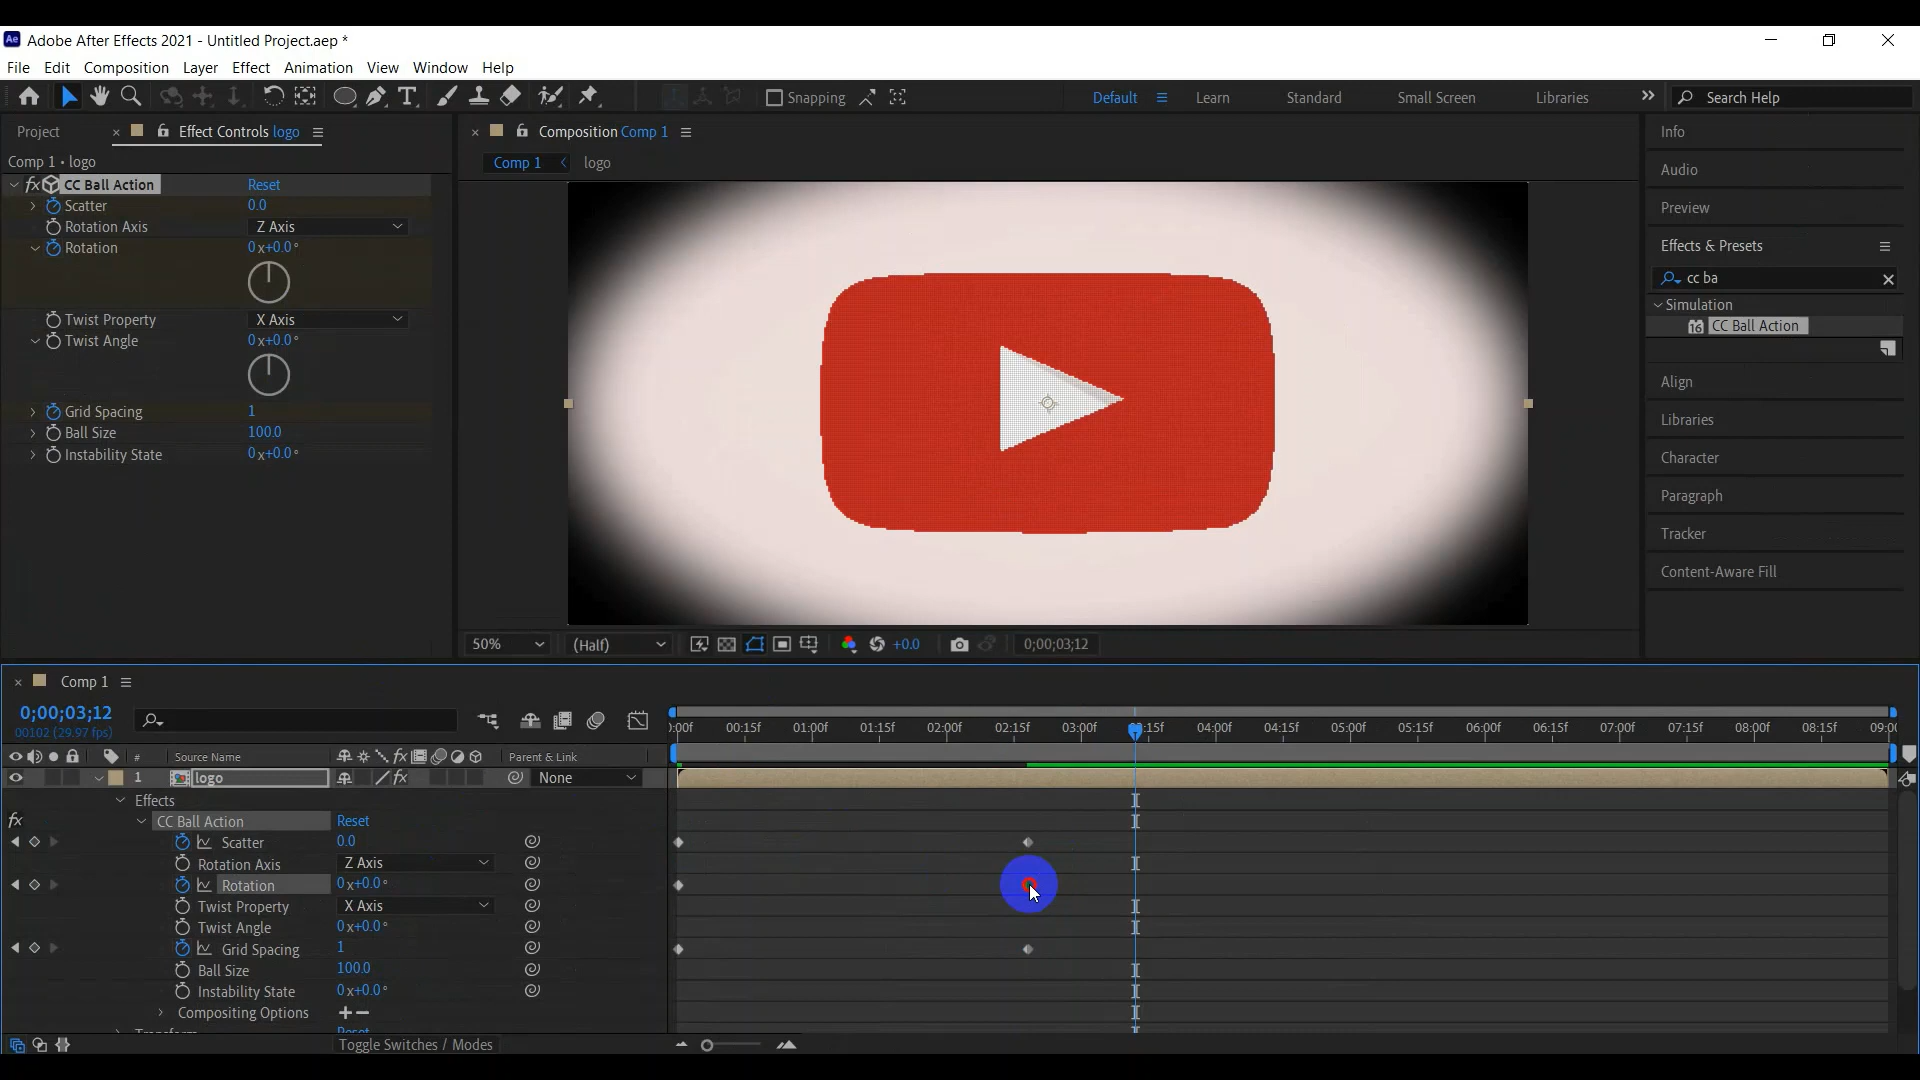 Ae Adobe After Effects 2021 - Untitled Project.aep *
File Edit Composition Layer Effect Animation View Window Help
Snapping Default Learn Standard Small Screen Libraries Search Help
Project Effect Controls logo
Comp 1 • logo
fx CC Ball Action Reset
Scatter 0.0
Rotation Axis Z Axis
Rotation 0x+0.0°
Twist Property X Axis
Twist Angle 0x+0.0°
Grid Spacing 1
Ball Size 100.0
Instability State 0x+0.0°
Composition Comp 1
Comp 1 logo
50% (Half) +0.0 0;00;03;12
Info
Audio
Preview
Effects & Presets
cc ba
Simulation
16 CC Ball Action
Align
Libraries
Character
Paragraph
Tracker
Content-Aware Fill
Comp 1
0;00;03;12
00102 (29.97 fps)
:00f 00:15f 01:00f 01:15f 02:00f 02:15f 03:00f :15f 04:00f 04:15f 05:00f 05:15f 06:00f 06:15f 07:00f 07:15f 08:00f 08:15f 09:00
# Source Name fx Parent & Link
1 logo fx None
Effects
fx CC Ball Action Reset
Scatter 0.0
Rotation Axis Z Axis
Rotation 0x+0.0°
Twist Property X Axis
Twist Angle 0x+0.0°
Grid Spacing 1
Ball Size 100.0
Instability State 0x+0.0°
Compositing Options
Transform Reset
Toggle Switches / Modes